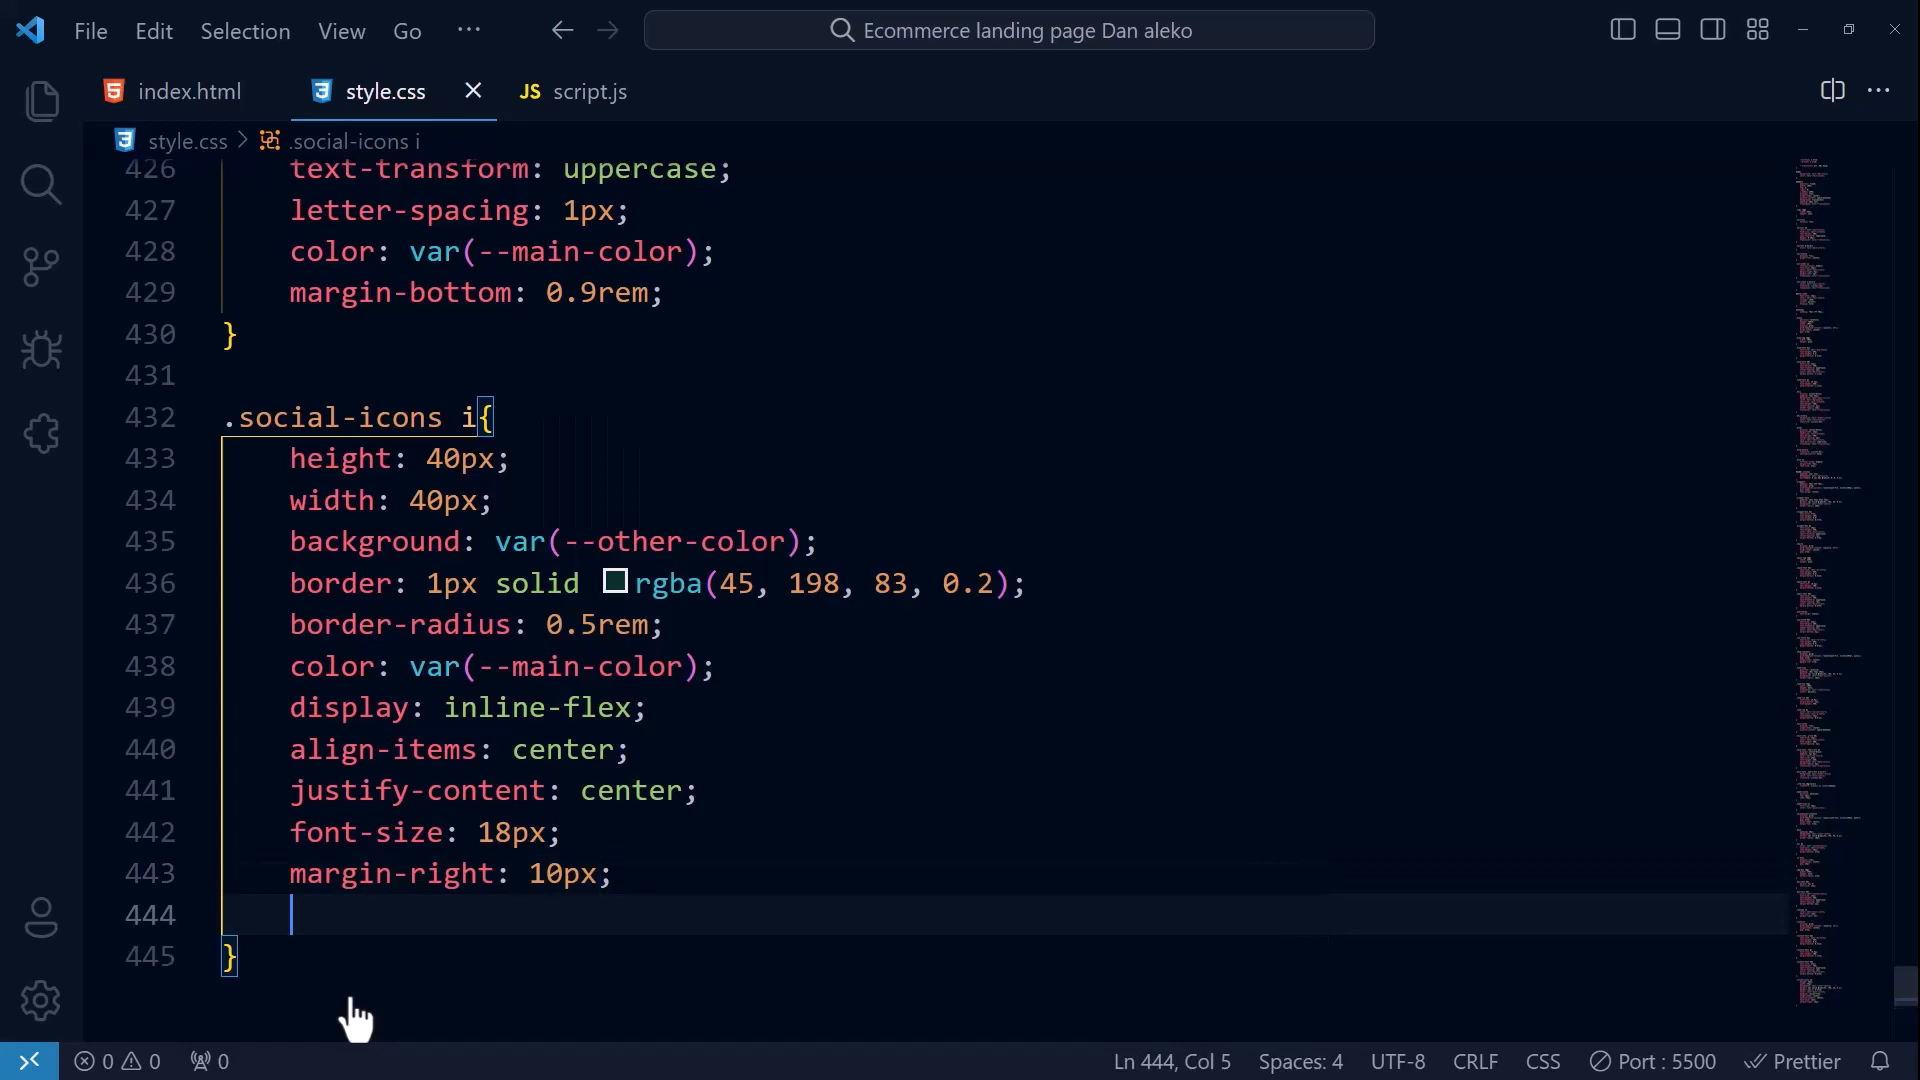 File Edit Selection View Go ··· Ecommerce landing page Dan aleko
index.html style.css JS script.js
style.css > .social-icons i
426 text-transform: uppercase;
427 letter-spacing: 1px;
428 color: var(--main-color);
429 margin-bottom: 0.9rem;
430 }
431
432 .social-icons i{
433 height: 40px;
434 width: 40px;
435 background: var(--other-color);
436 border: 1px solid rgba(45, 198, 83, 0.2);
437 border-radius: 0.5rem;
438 color: var(--main-color);
439 display: inline-flex;
440 align-items: center;
441 justify-content: center;
442 font-size: 18px;
443 margin-right: 10px;
444
445 }
0 0 0 Ln 444, Col 5 Spaces: 4 UTF-8 CRLF CSS Port : 5500 Prettier